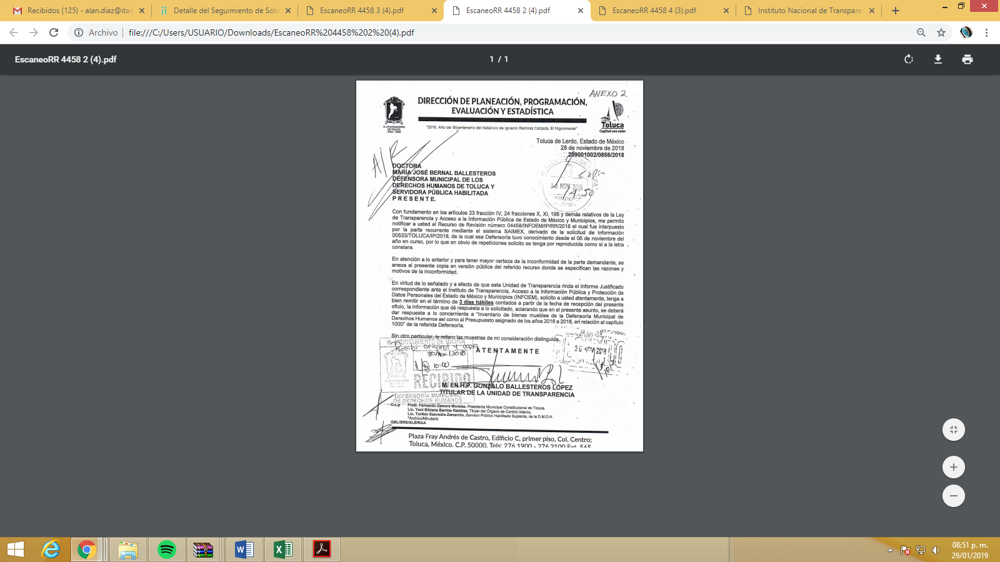 Recibidos (125) - alan.diaz@itai
Detalle del Seguimiento de Soli
EscaneoRR 4458 3 (4).pdf
EscaneoRR 4458 2 (4).pdf
EscaneoRR 4458 4 (3).pdf
Instituto Nacional de Transpare
Archivo
file:///C:/Users/USUARIO/Downloads/EscaneoRR%204458%202%20(4).pdf
EscaneoRR 4458 2 (4).pdf
1 / 1
ANEXO 2
DIRECCIÓN DE PLANEACIÓN, PROGRAMACIÓN,
EVALUACIÓN Y ESTADÍSTICA
H. AYUNTAMIENTO
DE TOLUCA
2016 - 2018
Toluca
Capital con valor
"2018. Año del Bicentenario del Natalicio de Ignacio Ramírez Calzada, El Nigromante"
Toluca de Lerdo, Estado de México
28 de noviembre de 2018
209001002/0856/2018
DOCTORA
MARÍA JOSÉ BERNAL BALLESTEROS
DEFENSORA MUNICIPAL DE LOS
DERECHOS HUMANOS DE TOLUCA Y
SERVIDORA PÚBLICA HABILITADA
P R E S E N T E.
30 NOV 2018
14:50
Con fundamento en los artículos 23 fracción IV, 24 fracciones X, XI, 198 y demás relativos de la Ley
de Transparencia y Acceso a la Información Pública de Estado de México y Municipios, me permito
notificar a usted el Recurso de Revisión número 04458/INFOEM/IP/RR/2018 el cual fue interpuesto
por la parte recurrente mediante el sistema SAIMEX, derivado de la solicitud de información
00533/TOLUCA/IP/2018, de la cual esa Defensoría tuvo conocimiento desde el 05 de noviembre del
año en curso, por lo que en obvio de repeticiones solicito se tenga por reproducida como si a la letra
constara.
En atención a lo anterior y para tener mayor certeza de la inconformidad de la parte demandante, se
anexa al presente copia en versión pública del referido recurso donde se especifican las razones y
motivos de la inconformidad.
En virtud de lo señalado y a efecto de que esta Unidad de Transparencia rinda el Informe Justificado
correspondiente ante el Instituto de Transparencia, Acceso a la Información Pública y Protección de
Datos Personales del Estado de México y Municipios (INFOEM), solicito a usted atentamente, tenga a
bien remitir en el término de 3 días hábiles contados a partir de la fecha de recepción del presente
oficio, la información que dé respuesta a lo solicitado, aclarando que en el presente asunto, se deberá
dar respuesta a lo concerniente a "Inventario de bienes muebles de la Defensoría Municipal de
Derechos Humanos así como al Presupuesto asignado de los años 2016 a 2018, en relación al capítulo
1000" de la referida Defensoría.
Sin otro particular, le reitero las muestras de mi consideración distinguida.
H. AYUNTAMIENTO DE TOLUCA
Recibí original y copia
30/Nov/2018
10:00
RECIBIDO
DEFENSORÍA MUNICIPAL
DE DERECHOS HUMANOS
A T E N T A M E N T E
30 NOV 2018
M. EN H.P. GONZALO BALLESTEROS LÓPEZ
TITULAR DE LA UNIDAD DE TRANSPARENCIA
C.c.p Profr. Fernando Zamora Morales. Presidente Municipal Constitucional de Toluca.
Lic. Yeni Bibiana Barrios Ramírez, Titular del Órgano de Control Interno.
Lic. Toribio Saavedra Zamarrón, Servidor Público Habilitado Suplente, de la D.M.D.H.
*Archivo/Minutario
GBL/SRS/ALB/RAA
Plaza Fray Andrés de Castro, Edificio C, primer piso, Col. Centro;
Toluca, México. C.P. 50000. Tels: 276 1900 - 276 2100 Ext. 565
08:51 p. m.
29/01/2019